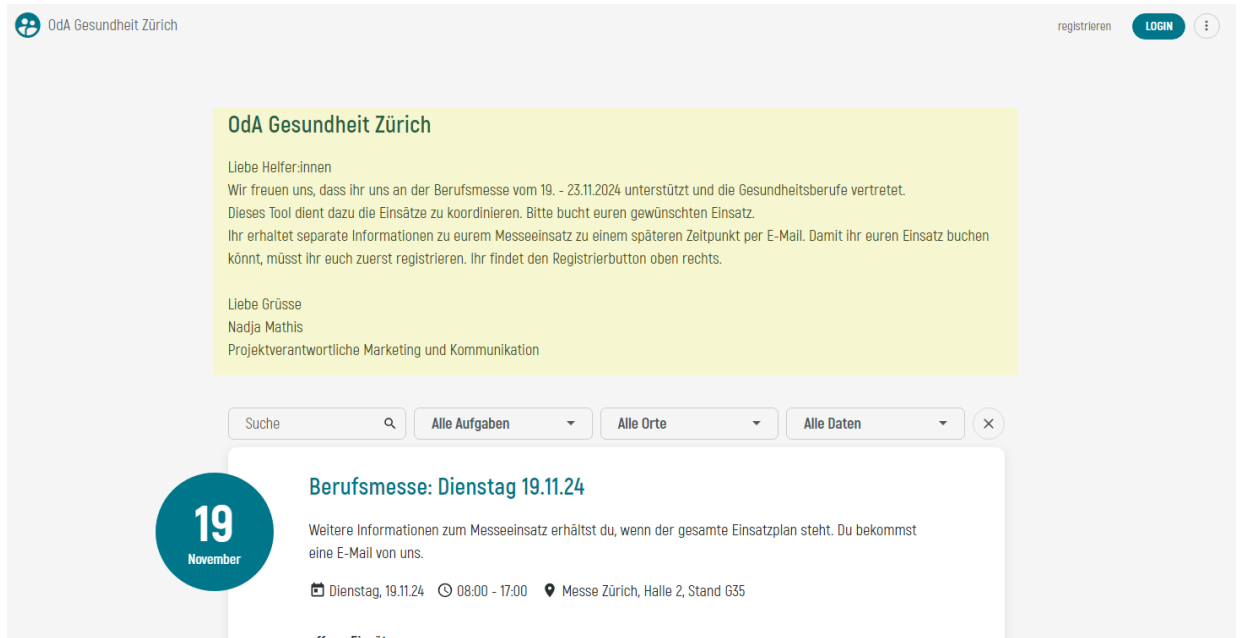 OdA Gesundheit Zürich
registrieren
LOGIN
OdA Gesundheit Zürich
Liebe Helfer:innen
Wir freuen uns, dass ihr uns an der Berufsmesse vom 19. - 23.11.2024 unterstützt und die Gesundheitsberufe vertretet.
Dieses Tool dient dazu die Einsätze zu koordinieren. Bitte bucht euren gewünschten Einsatz.
Ihr erhaltet separate Informationen zu eurem Messeeinsatz zu einem späteren Zeitpunkt per E-Mail. Damit ihr euren Einsatz buchen
könnt, müsst ihr euch zuerst registrieren. Ihr findet den Registrierbutton oben rechts.
Liebe Grüsse
Nadja Mathis
Projektverantwortliche Marketing und Kommunikation
Suche
Alle Aufgaben
Alle Orte
Alle Daten
19
November
Berufsmesse: Dienstag 19.11.24
Weitere Informationen zum Messeeinsatz erhältst du, wenn der gesamte Einsatzplan steht. Du bekommst
eine E-Mail von uns.
Dienstag, 19.11.24 08:00 - 17:00 Messe Zürich, Halle 2, Stand G35